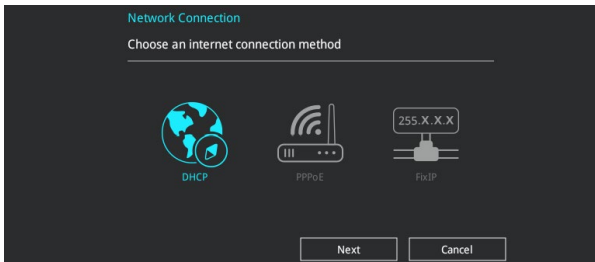 Network Connection
Choose an internet connection method
255.X.X.X
DHCP
PPPoE
FixIP
Next
Cancel